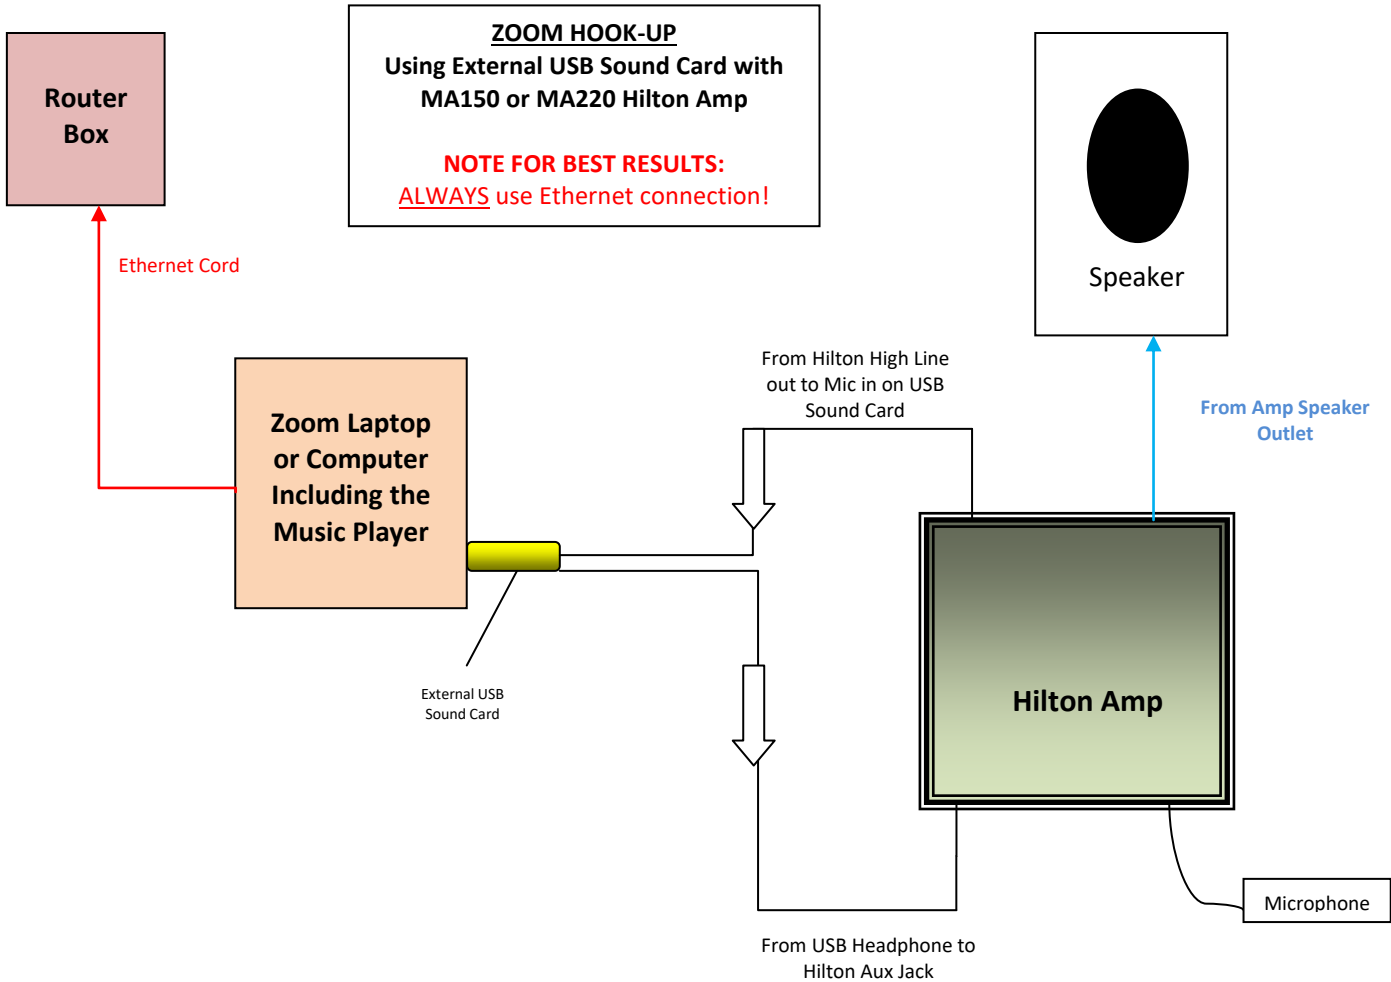 ZOOM HOOK-UP
Using External USB Sound Card with
MA150 or MA220 Hilton Amp
NOTE FOR BEST RESULTS:
ALWAYS use Ethernet connection!
Router
Box
Ethernet Cord
Speaker
From Hilton High Line
out to Mic in on USB
Sound Card
From Amp Speaker
Outlet
Zoom Laptop
or Computer
Including the
Music Player
External USB
Sound Card
Hilton Amp
Microphone
From USB Headphone to
Hilton Aux Jack